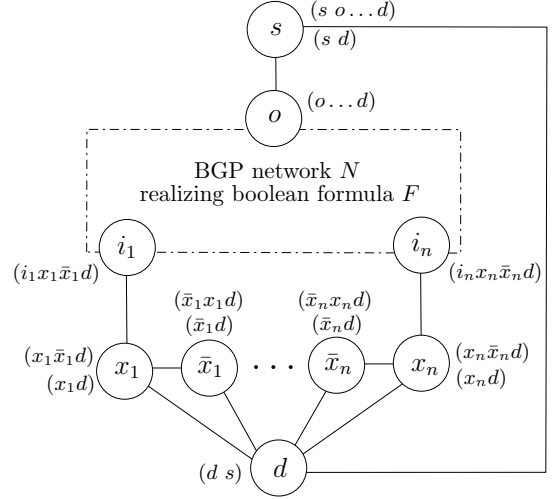 (s o . . . d)
s
(s d)
(o . . . d)
o
BGP network N
realizing boolean formula F
i₁
iₙ
(i₁x₁x̄₁d)
(iₙxₙx̄ₙd)
(x̄₁x₁d)
(x̄₁d)
(x̄ₙxₙd)
(x̄ₙd)
(x₁x̄₁d)
(x₁d)
x₁
x̄₁
· · ·
x̄ₙ
xₙ
(xₙx̄ₙd)
(xₙd)
(d s)
d